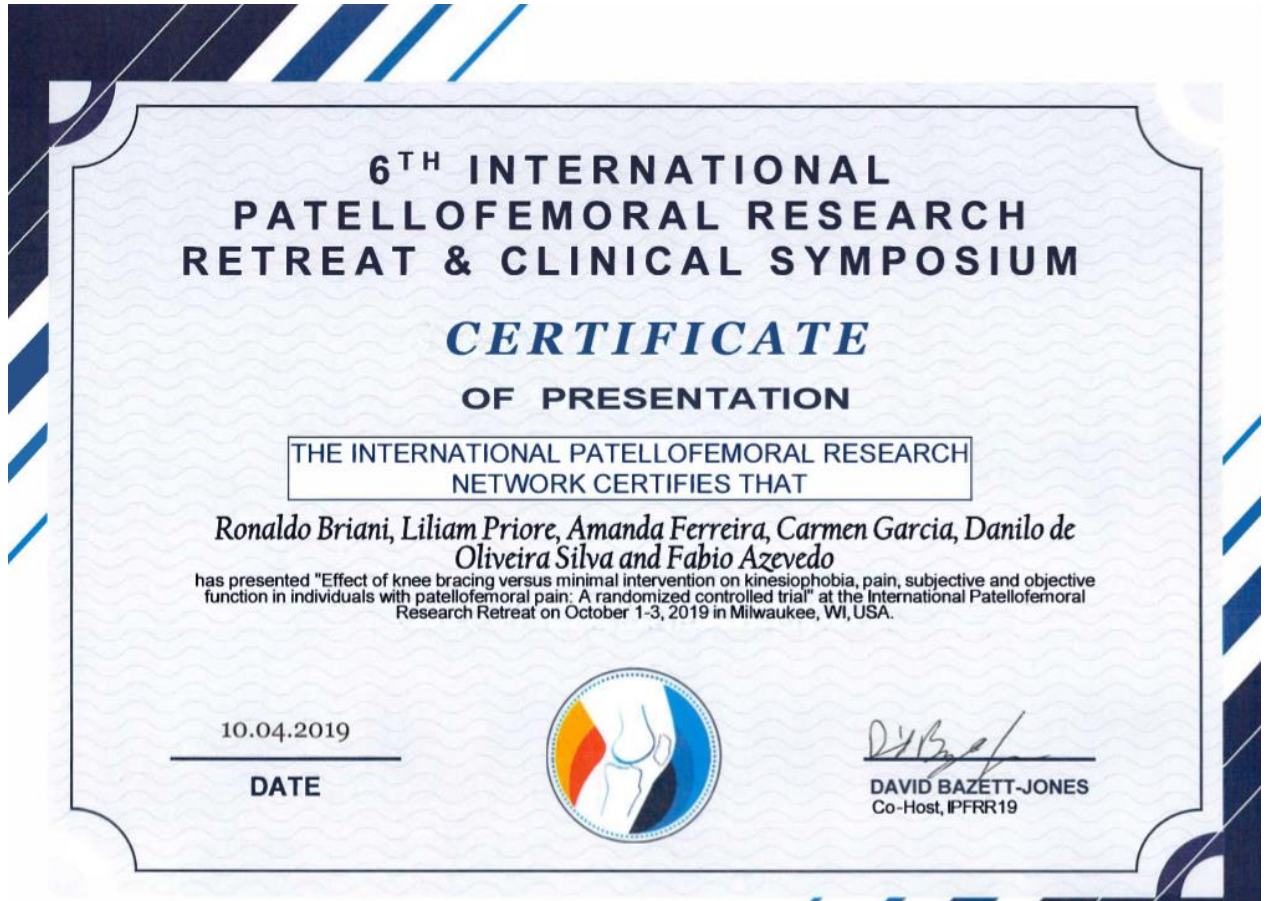 6TH INTERNATIONAL
PATELLOFEMORAL RESEARCH
RETREAT & CLINICAL SYMPOSIUM
CERTIFICATE
OF PRESENTATION
THE INTERNATIONAL PATELLOFEMORAL RESEARCH
NETWORK CERTIFIES THAT
Ronaldo Briani, Liliam Priore, Amanda Ferreira, Carmen Garcia, Danilo de
Oliveira Silva and Fabio Azevedo
has presented "Effect of knee bracing versus minimal intervention on kinesiophobia, pain, subjective and objective
function in individuals with patellofemoral pain: A randomized controlled trial" at the International Patellofemoral
Research Retreat on October 1-3, 2019 in Milwaukee, WI, USA.
10.04.2019
DATE
DAVID BAZETT-JONES
Co-Host, IPFRR19